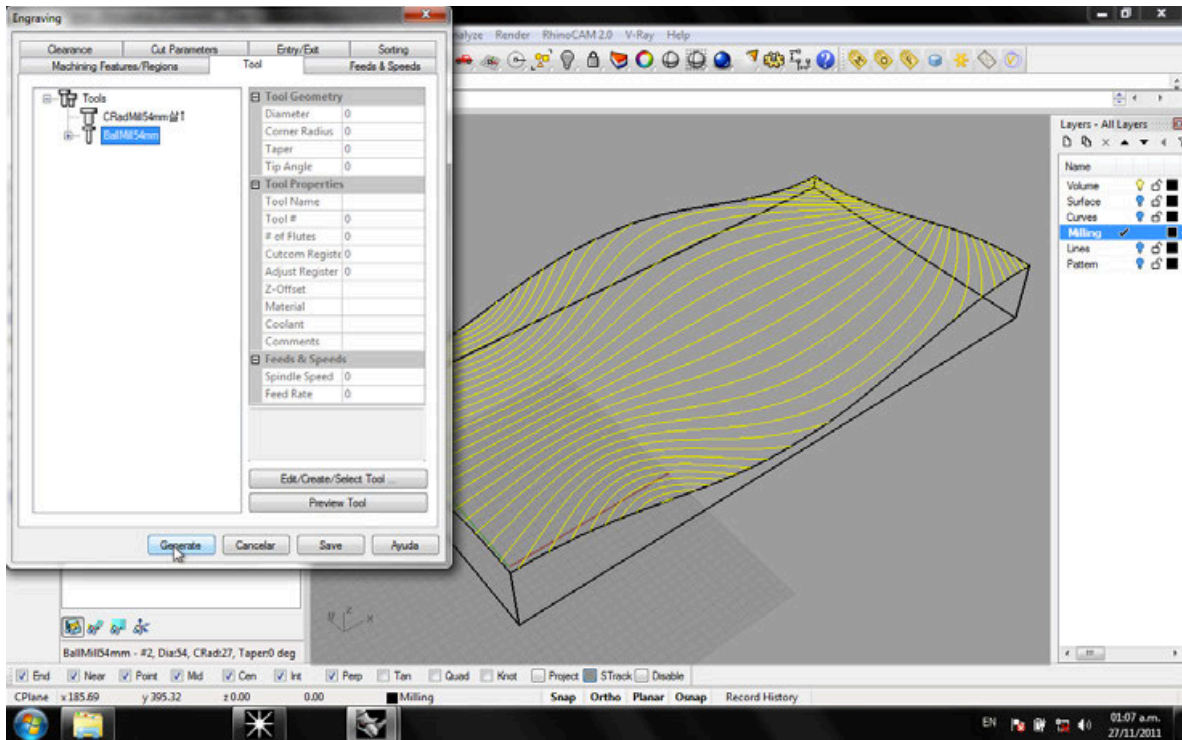 Engraving
Analyze Render RhinoCAM 2.0 V-Ray Help
Clearance Cut Parameters Entry/Exit Sorting
Machining Features/Regions Tool Feeds & Speeds
Tools
CRadMill54mm
BallMill54mm
Tool Geometry
Diameter 0
Corner Radius 0
Taper 0
Tip Angle 0
Tool Properties
Tool Name
Tool # 0
# of Flutes 0
Cutcom Registe 0
Adjust Register 0
Z-Offset
Material
Coolant
Comments
Feeds & Speeds
Spindle Speed 0
Feed Rate 0
Edit/Create/Select Tool ...
Preview Tool
Generate Cancelar Save Ayuda
Layers - All Layers
Name
Volume
Surface
Curves
Milling
Lines
Pattern
y z x
BallMill54mm - #2, Dia:54, CRad:27, Taper:0 deg
End Near Point Mid Cen Int Perp Tan Quad Knot Project STrack Disable
CPlane x 185.69 y 395.32 z 0.00 0.00 Milling Snap Ortho Planar Osnap Record History
EN 01:07 a.m.
27/11/2011